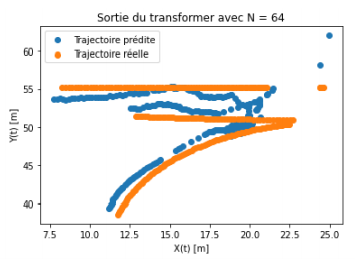 Sortie du transformer avec N = 64
Trajectoire prédite
Trajectoire réelle
Y(t) [m]
60
55
50
45
40
7.5 10.0 12.5 15.0 17.5 20.0 22.5 25.0
X(t) [m]